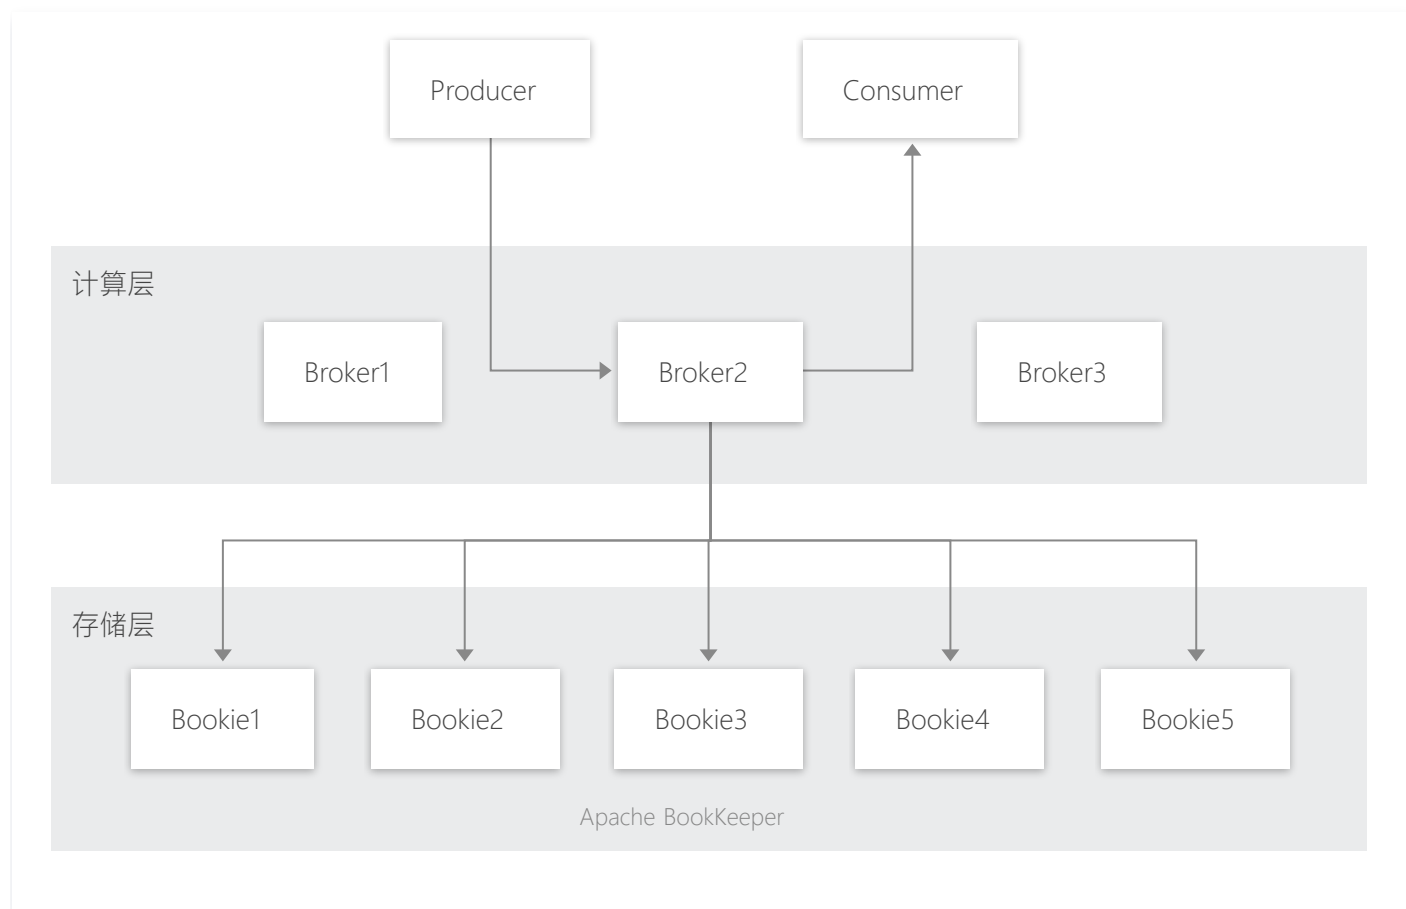 Producer
Consumer
计算层
Broker1
Broker2
Broker3
存储层
Bookie1
Bookie2
Bookie3
Bookie4
Bookie5
Apache BookKeeper